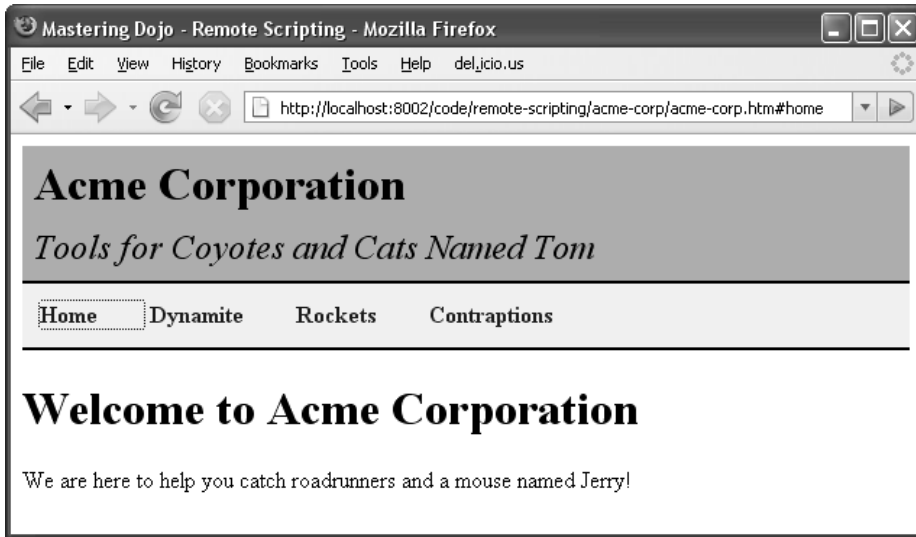 Mastering Dojo - Remote Scripting - Mozilla Firefox
File Edit View History Bookmarks Tools Help del.icio.us
http://localhost:8002/code/remote-scripting/acme-corp/acme-corp.htm#home
Acme Corporation
Tools for Coyotes and Cats Named Tom
Home Dynamite Rockets Contraptions
Welcome to Acme Corporation
We are here to help you catch roadrunners and a mouse named Jerry!